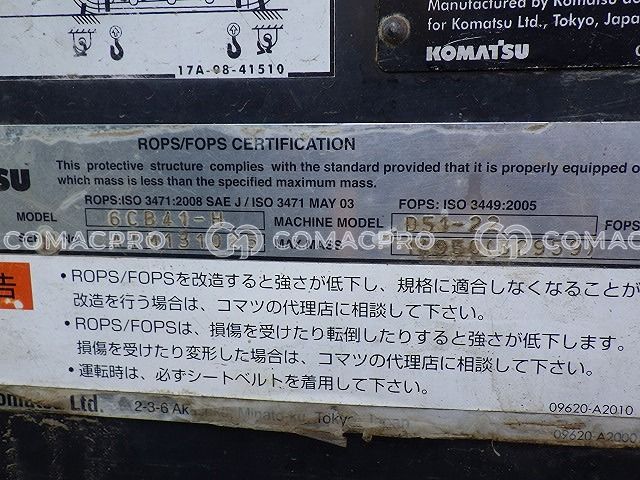 Manufactured by Komatsu do
for Komatsu Ltd., Tokyo, Japa
KOMATSU
17A-98-41510
ROPS/FOPS CERTIFICATION
This protective structure complies with the standard provided that it is properly equipped o
which mass is less than the specified maximum mass.
SU
ROPS:ISO 3471:2008 SAE J / ISO 3471 MAY 03 FOPS: ISO 3449:2005
MODEL 6CB41-H MACHINE MODEL D51-22 FOPS
MAX MASS
COMACPRO COMACPRO COMACPRO
告
・ROPS/FOPSを改造すると強さが低下し、規格に適合しなくなることが
改造を行う場合は、コマツの代理店に相談して下さい。
・ROPS/FOPSは、損傷を受けたり転倒したりすると強さが低下します。
損傷を受けたり変形した場合は、コマツの代理店に相談して下さい。
・運転時は、必ずシートベルトを着用して下さい。
09620-A2010
omatsu Ltd. 2-3-6 Ak Minato-ku, Tokyo, Japan
09620-A2000